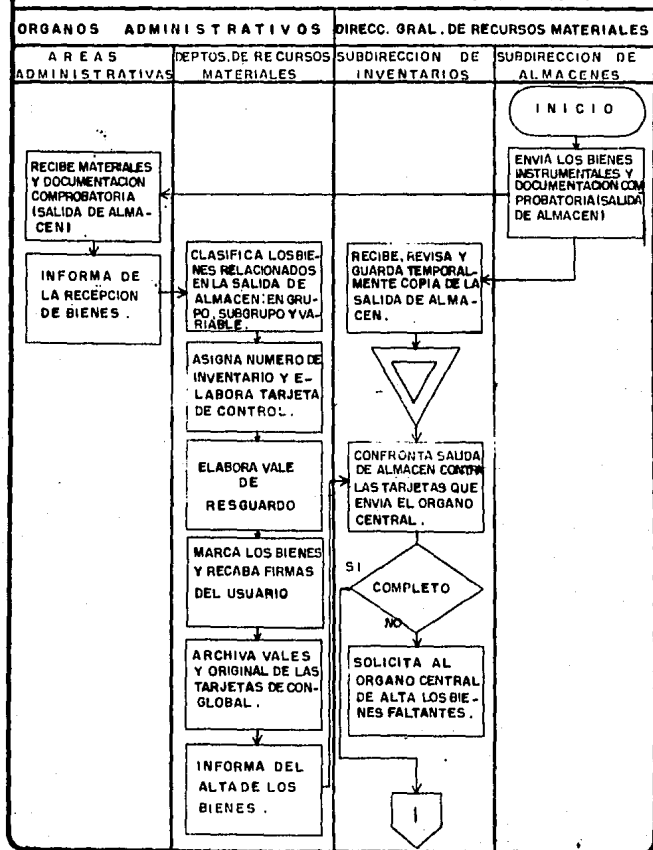 ORGANOS ADMINISTRATIVOS
DIRECC. GRAL. DE RECURSOS MATERIALES
AREAS
ADMINISTRATIVAS
DEPTOS. DE RECURSOS
MATERIALES
SUBDIRECCION DE
INVENTARIOS
SUBDIRECCION DE
ALMACENES
INICIO
ENVIA LOS BIENES
INSTRUMENTALES Y
DOCUMENTACION COM
PROBATORIA (SALIDA
DE ALMACEN)
RECIBE MATERIALES
Y DOCUMENTACION
COMPROBATORIA
(SALIDA DE ALMA-
CEN)
INFORMA DE
LA RECEPCION
DE BIENES.
CLASIFICA LOS BIE-
NES RELACIONADOS
EN LA SALIDA DE
ALMACEN: EN GRU-
PO, SUBGRUPO Y VA-
RIABLE.
ASIGNA NUMERO DE
INVENTARIO Y E-
LABORA TARJETA
DE CONTROL.
ELABORA VALE
DE
RESGUARDO
MARCA LOS BIENES
Y RECABA FIRMAS
DEL USUARIO
ARCHIVA VALES
Y ORIGINAL DE LAS
TARJETAS DE CON-
GLOBAL.
INFORMA DEL
ALTA DE LOS
BIENES.
RECIBE, REVISA Y
GUARDA TEMPORAL-
MENTE COPIA DE LA
SALIDA DE ALMA-
CEN.
CONFRONTA SALIDA
DE ALMACEN CONTRA
LAS TARJETAS QUE
ENVIA EL ORGANO
CENTRAL.
SI
COMPLETO
NO
SOLICITA AL
ORGANO CENTRAL
DE ALTA LOS BIE-
NES FALTANTES.
I